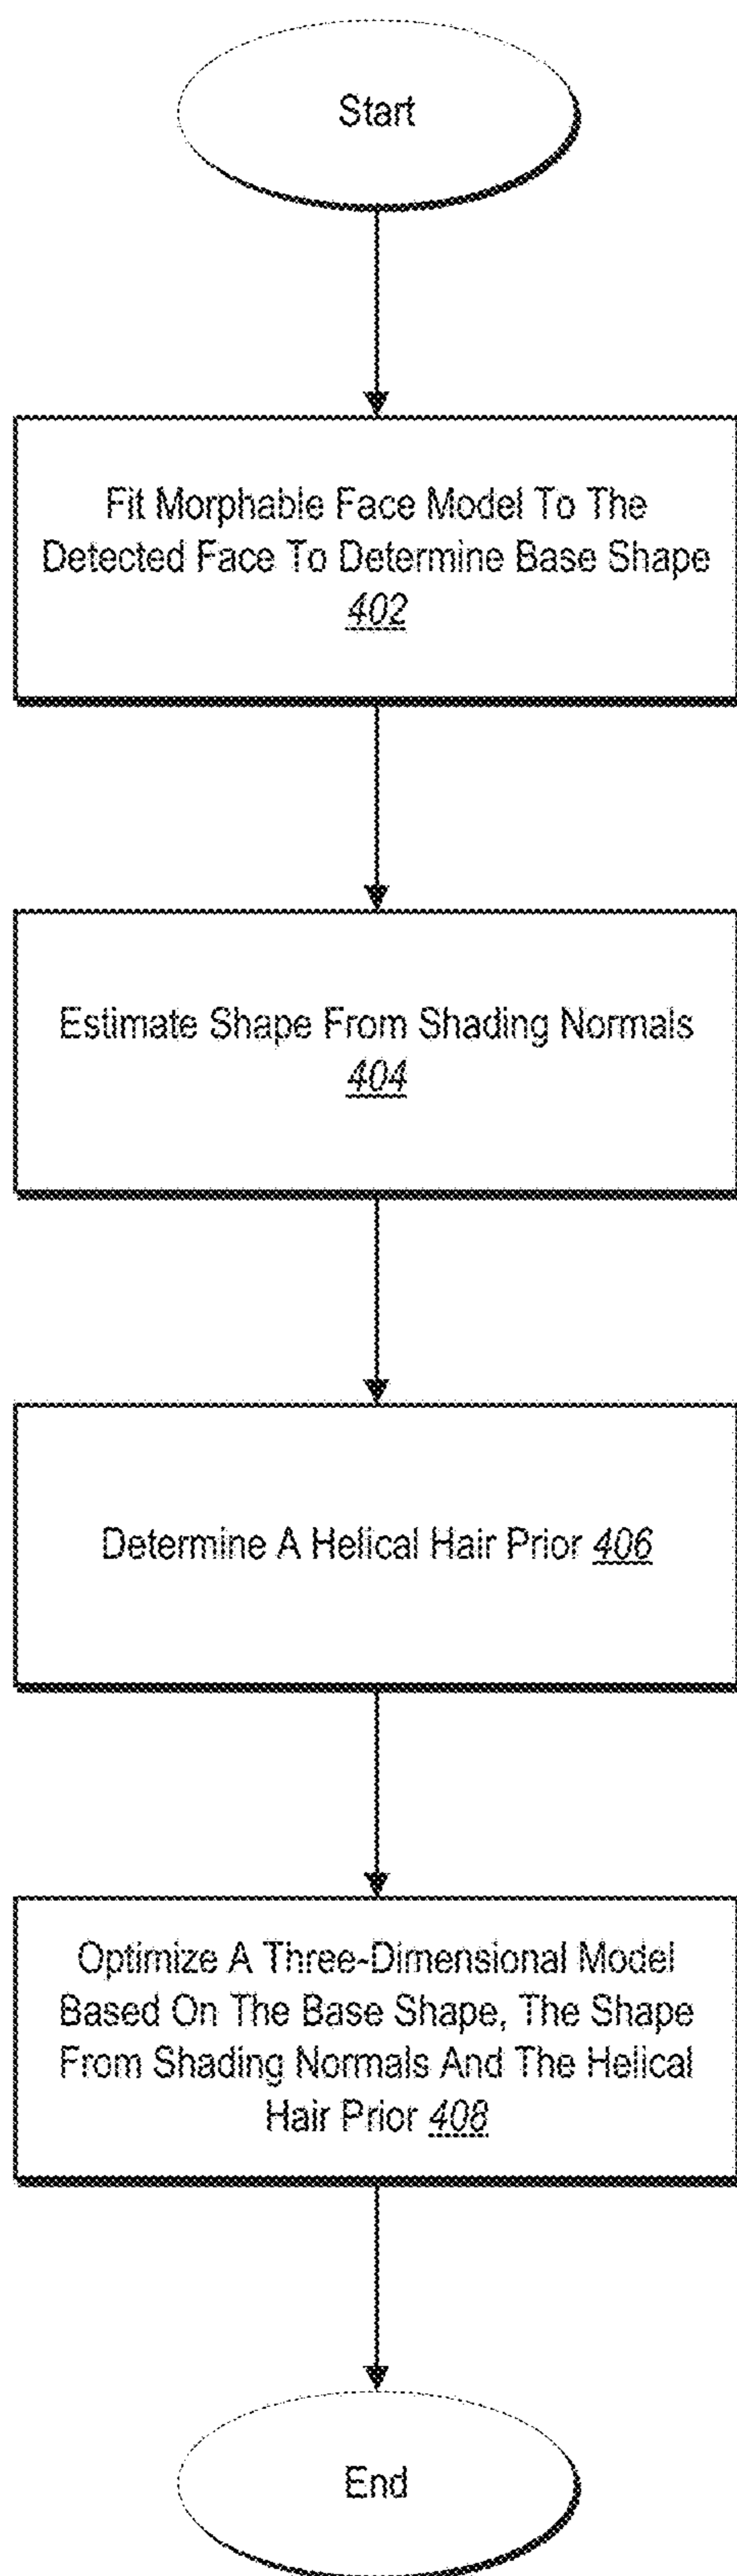 Start
Fit Morphable Face Model To The
Detected Face To Determine Base Shape
402
Estimate Shape From Shading Normals
404
Determine A Helical Hair Prior 406
Optimize A Three-Dimensional Model
Based On The Base Shape, The Shape
From Shading Normals And The Helical
Hair Prior 408
End